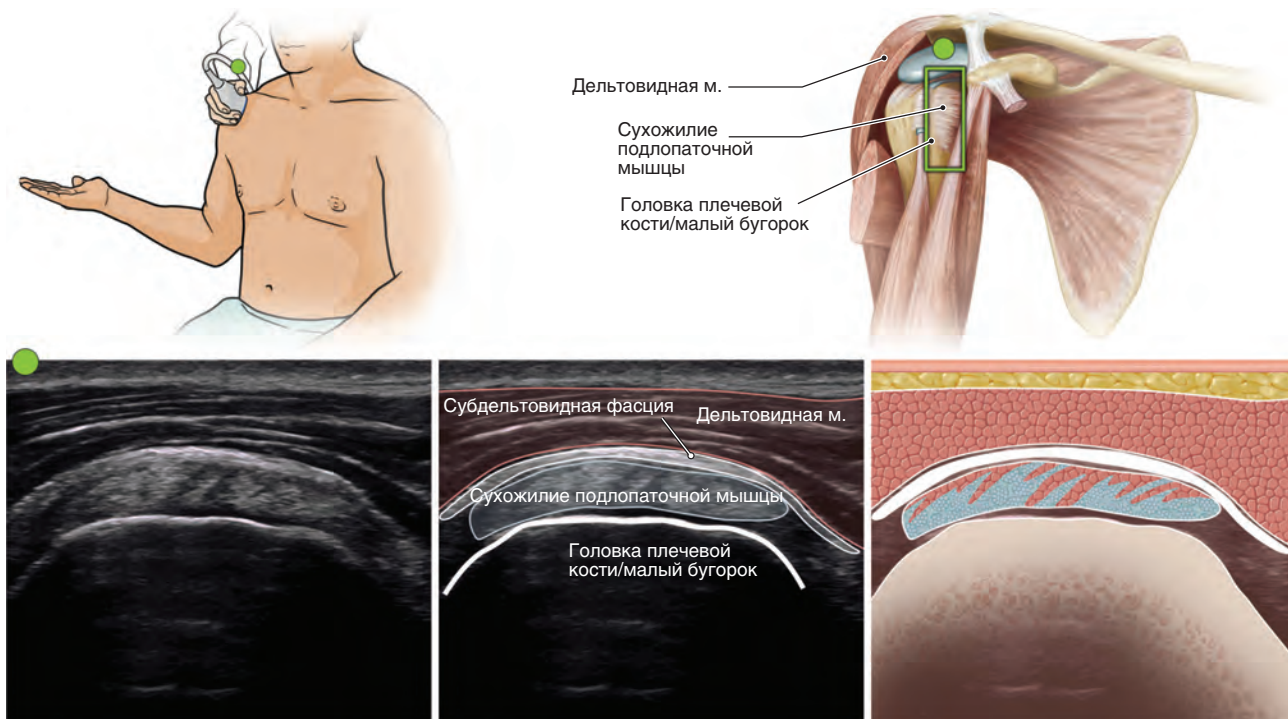 Дельтовидная м.
Сухожилие
подлопаточной
мышцы
Головка плечевой
кости/малый бугорок
Субдельтовидная фасция
Дельтовидная м.
Сухожилие подлопаточной мышцы
Головка плечевой
кости/малый бугорок